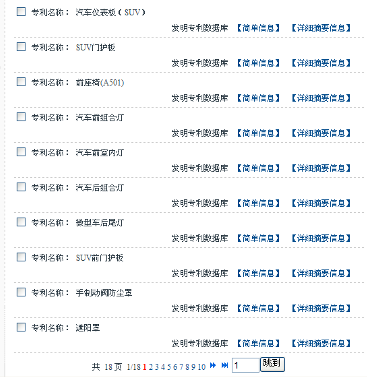 专利名称： 汽车仪表板（SUV）
发明专利数据库 【简单信息】 【详细摘要信息】
专利名称： SUV门护板
发明专利数据库 【简单信息】 【详细摘要信息】
专利名称： 前座椅(A501)
发明专利数据库 【简单信息】 【详细摘要信息】
专利名称： 汽车前组合灯
发明专利数据库 【简单信息】 【详细摘要信息】
专利名称： 汽车前室内灯
发明专利数据库 【简单信息】 【详细摘要信息】
专利名称： 汽车后组合灯
发明专利数据库 【简单信息】 【详细摘要信息】
专利名称： 微型车后尾灯
发明专利数据库 【简单信息】 【详细摘要信息】
专利名称： SUV前门护板
发明专利数据库 【简单信息】 【详细摘要信息】
专利名称： 手制动阀防尘罩
发明专利数据库 【简单信息】 【详细摘要信息】
专利名称： 遮阳罩
发明专利数据库 【简单信息】 【详细摘要信息】
共 18页 1/18 1 2 3 4 5 6 7 8 9 10 1 跳到